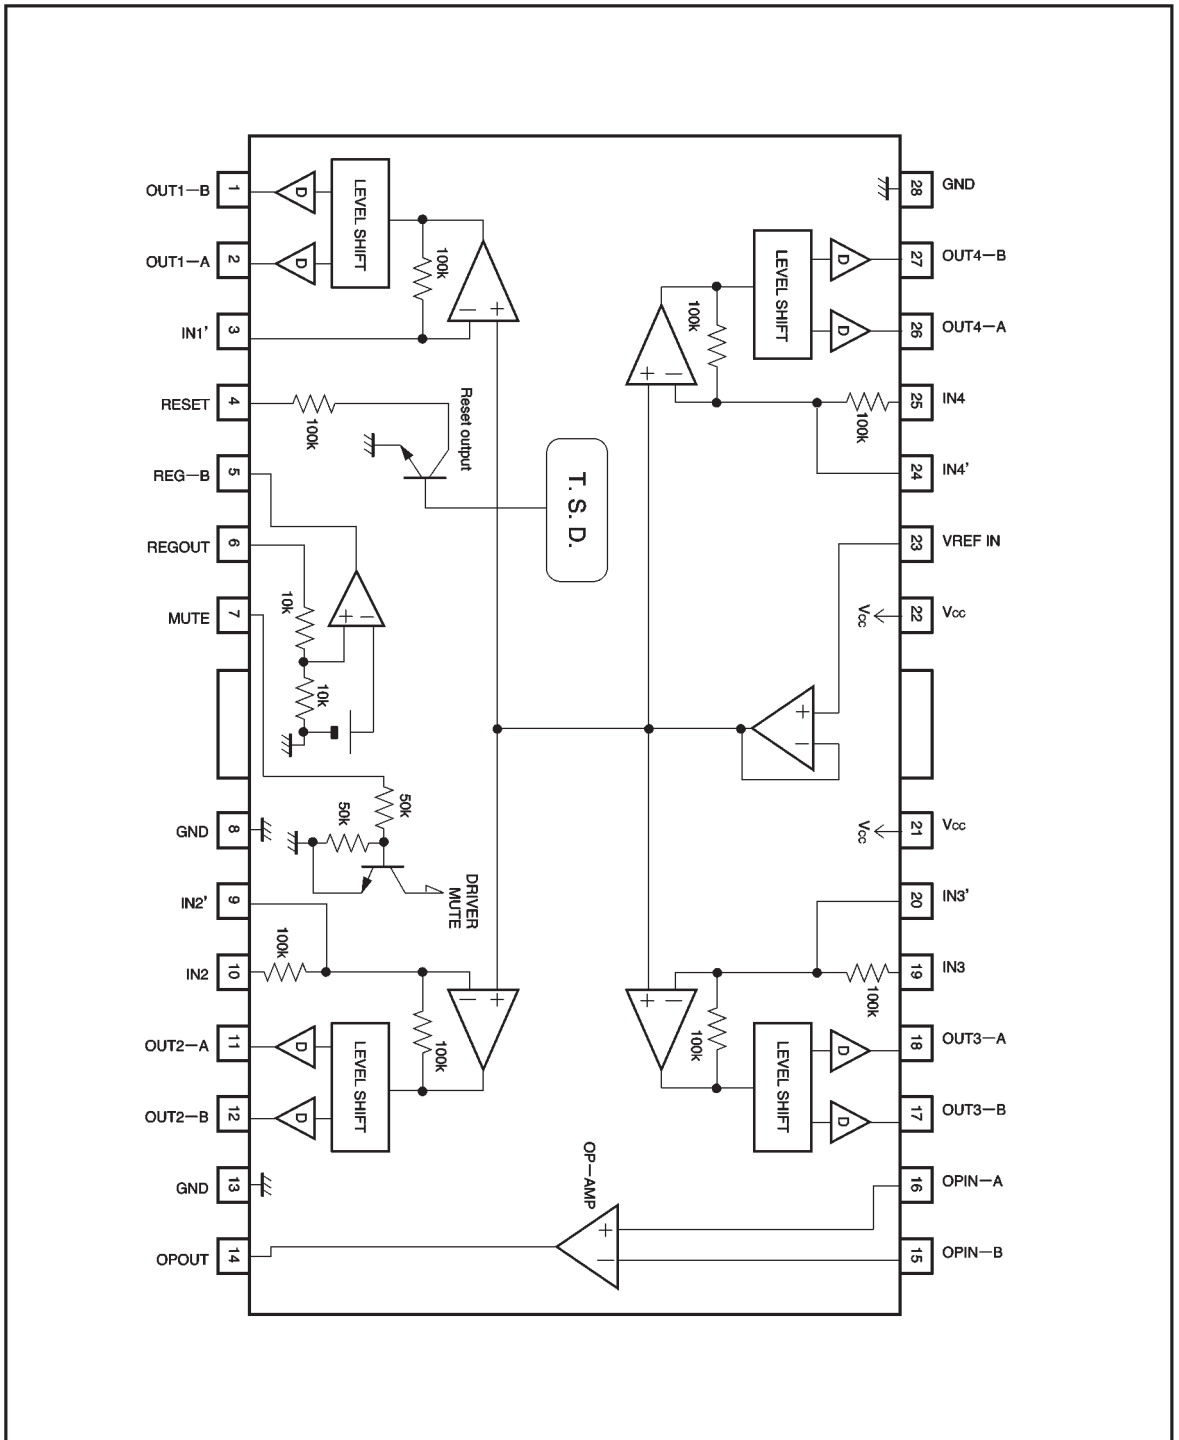 OUT1－B 1
OUT1－A 2
IN1’ 3
RESET 4
REG－B 5
REGOUT 6
MUTE 7
GND 8
IN2’ 9
IN2 10
OUT2－A 11
OUT2－B 12
GND 13
OPOUT 14
28 GND
27 OUT4－B
26 OUT4－A
25 IN4
24 IN4’
23 VREF IN
22 Vcc
21 Vcc
20 IN3’
19 IN3
18 OUT3－A
17 OUT3－B
16 OPIN－A
15 OPIN－B
D
D
LEVEL SHIFT
100k
－ ＋
100k
Reset output
T. S. D.
10k
10k
＋ －
50k
50k
DRIVER
MUTE
100k
100k
－ ＋
D
D
LEVEL SHIFT
LEVEL SHIFT
D
D
100k
＋ －
100k
VCC
＋
－
VCC
100k
100k
＋ －
LEVEL SHIFT
D
D
OP－AMP
＋
－